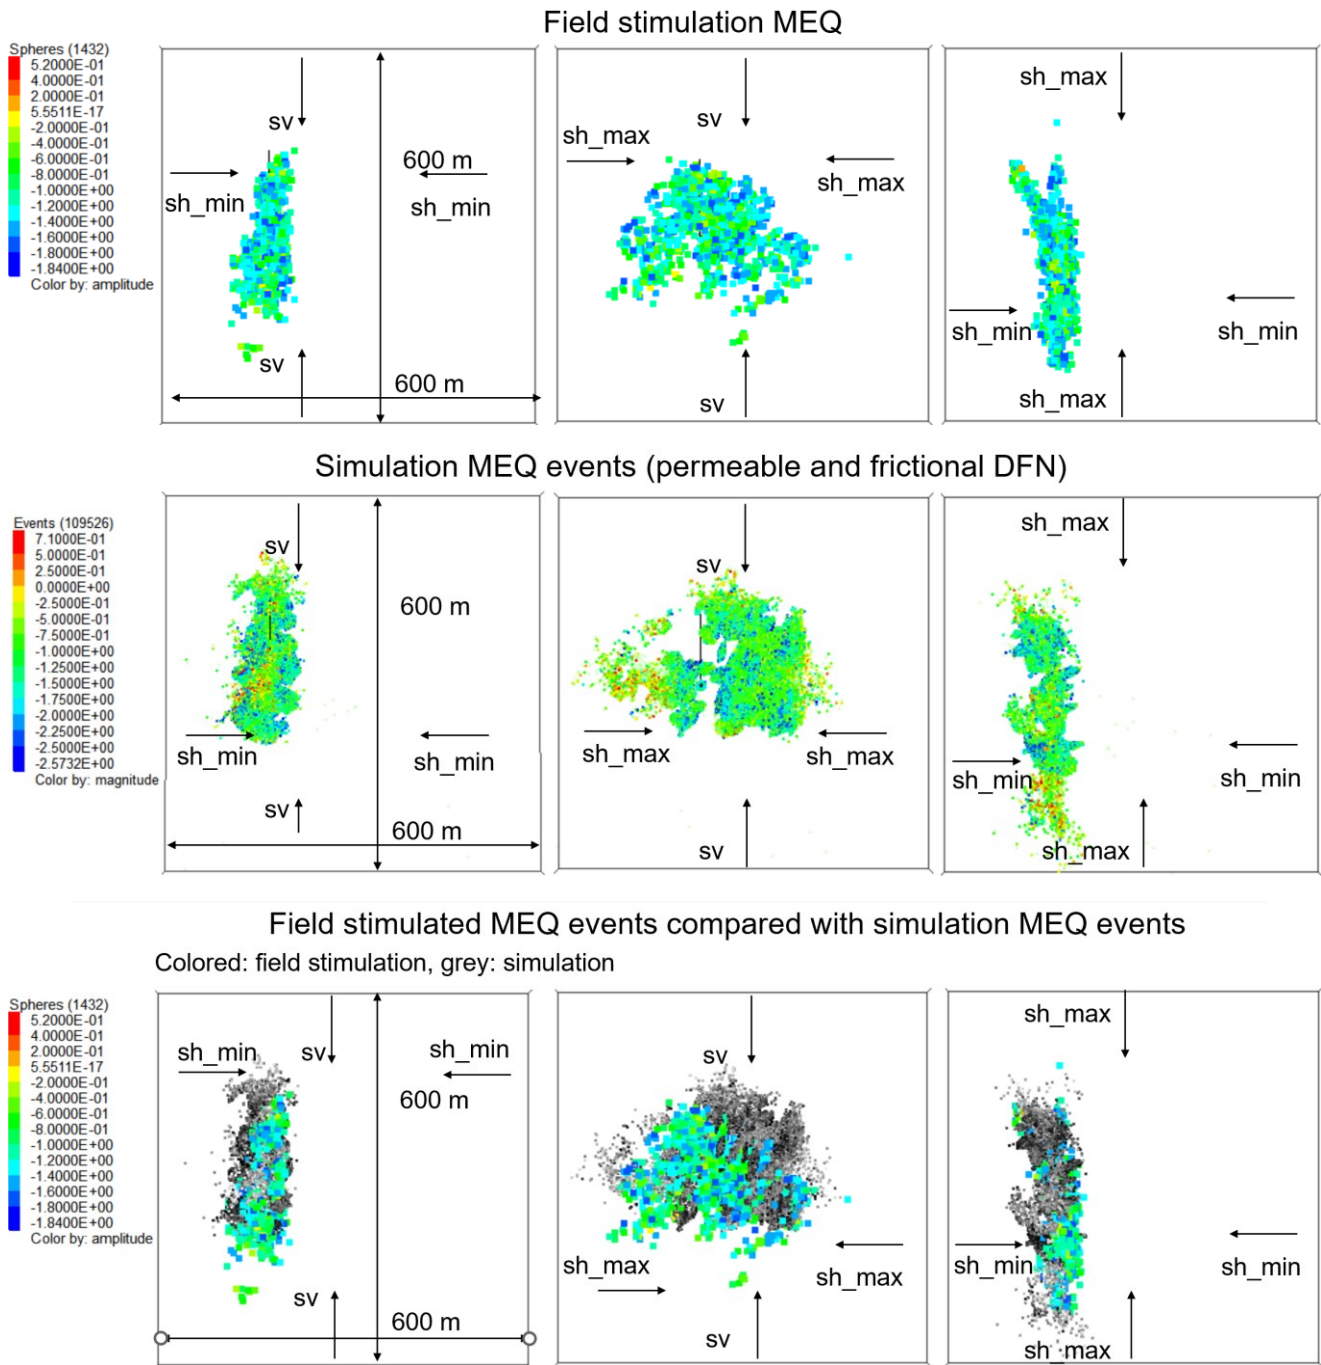 Field stimulation MEQ
Spheres (1432)
5.2000E-01
4.0000E-01
2.0000E-01
5.5511E-17
-2.0000E-01
-4.0000E-01
-6.0000E-01
-8.0000E-01
-1.0000E+00
-1.2000E+00
-1.4000E+00
-1.6000E+00
-1.8000E+00
-1.8400E+00
Color by: amplitude
sv
600 m
sh_min
sh_min
sv
600 m
sv
sh_max
sh_max
sv
sh_max
sh_min
sh_min
sh_max
Simulation MEQ events (permeable and frictional DFN)
Events (109526)
7.1000E-01
5.0000E-01
2.5000E-01
0.0000E+00
-2.5000E-01
-5.0000E-01
-7.5000E-01
-1.0000E+00
-1.2500E+00
-1.5000E+00
-1.7500E+00
-2.0000E+00
-2.2500E+00
-2.5000E+00
-2.5732E+00
Color by: magnitude
sv
600 m
sh_min
sh_min
sv
600 m
sv
sh_max
sh_max
sv
sh_max
sh_min
sh_min
sh_max
Field stimulated MEQ events compared with simulation MEQ events
Colored: field stimulation, grey: simulation
Spheres (1432)
5.2000E-01
4.0000E-01
2.0000E-01
5.5511E-17
-2.0000E-01
-4.0000E-01
-6.0000E-01
-8.0000E-01
-1.0000E+00
-1.2000E+00
-1.4000E+00
-1.6000E+00
-1.8000E+00
-1.8400E+00
Color by: amplitude
sh_min
sv
sh_min
600 m
sv
600 m
sv
sh_max
sh_max
sv
sh_max
sh_min
sh_min
sh_max